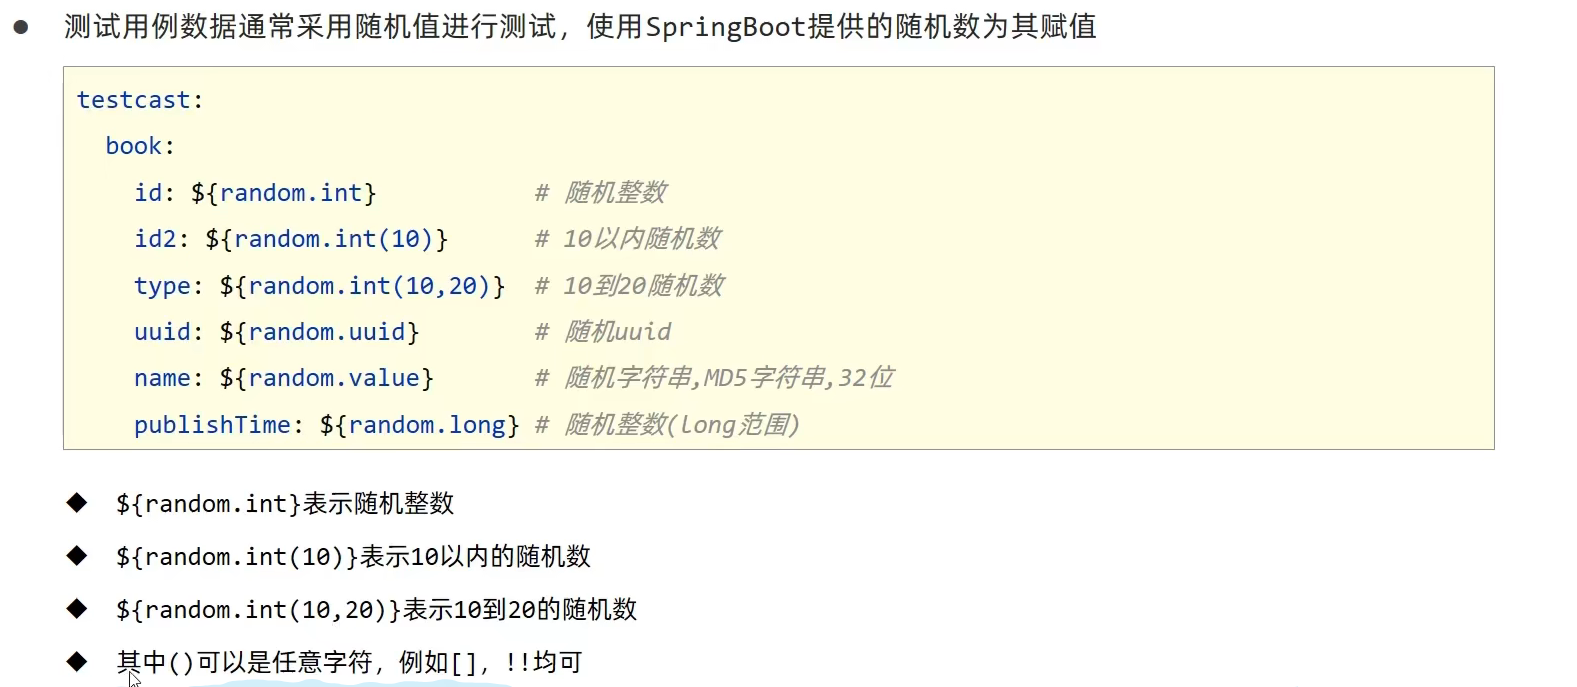 ● 测试用例数据通常采用随机值进行测试，使用SpringBoot提供的随机数为其赋值
testcast:
  book:
    id: ${random.int}           # 随机整数
    id2: ${random.int(10)}      # 10以内随机数
    type: ${random.int(10,20)}  # 10到20随机数
    uuid: ${random.uuid}        # 随机uuid
    name: ${random.value}       # 随机字符串,MD5字符串,32位
    publishTime: ${random.long} # 随机整数(long范围)
◆ ${random.int}表示随机整数
◆ ${random.int(10)}表示10以内的随机数
◆ ${random.int(10,20)}表示10到20的随机数
◆ 其中()可以是任意字符，例如[]，!!均可